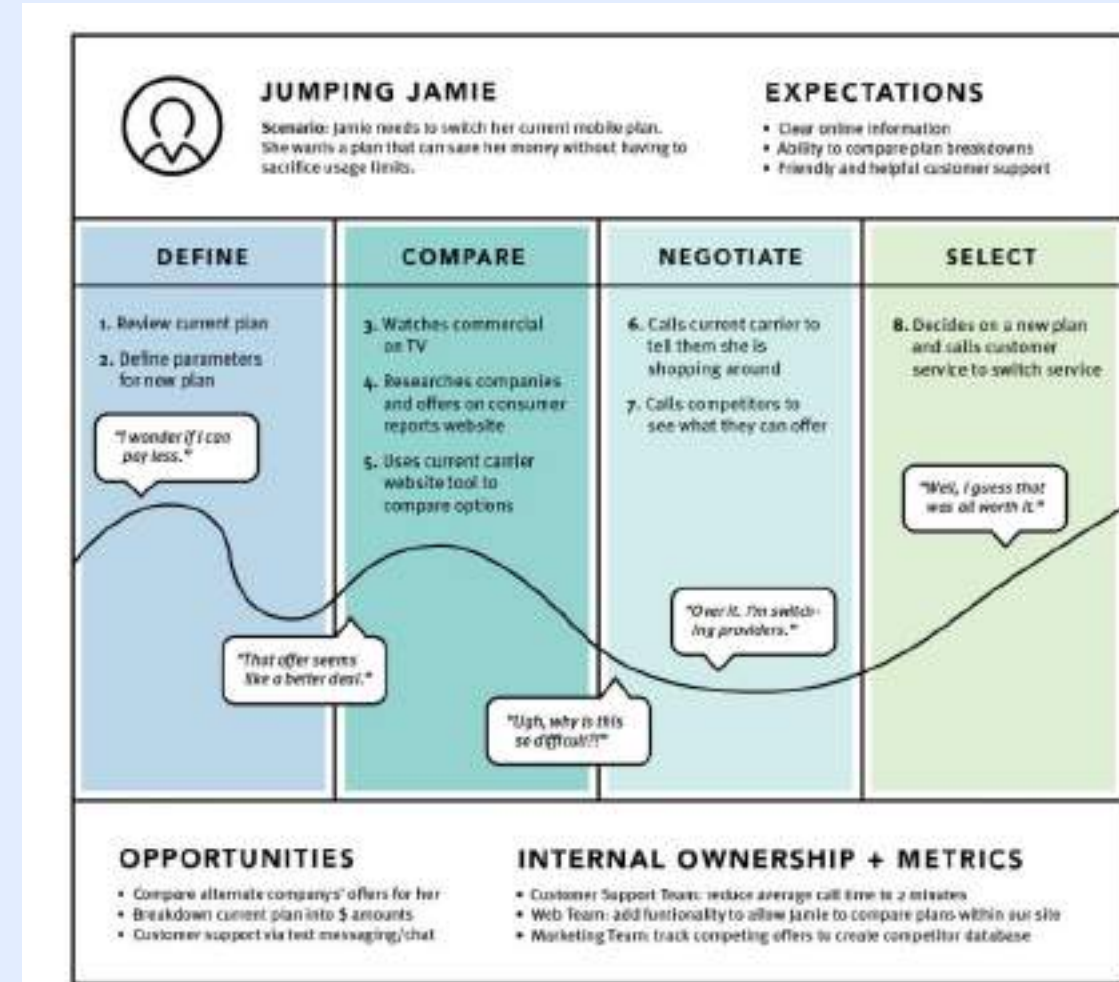 JUMPING JAMIE
Scenario: Jamie needs to switch her current mobile plan.
She wants a plan that can save her money without having to
sacrifice usage limits.
EXPECTATIONS
• Clear online information
• Ability to compare plan breakdowns
• Friendly and helpful customer support
DEFINE
1. Review current plan
2. Define parameters
for new plan
"I wonder if I can
pay less."
COMPARE
3. Watches commercial
on TV
4. Researches companies
and offers on consumer
reports website
5. Uses current carrier
website tool to
compare options
"That offer seems
like a better deal."
NEGOTIATE
6. Calls current carrier to
tell them she is
shopping around
7. Calls competitors to
see what they can offer
"Ugh, why is this
so difficult?!"
"Over it. I'm switch-
ing providers."
SELECT
8. Decides on a new plan
and calls customer
service to switch service
"Well, I guess that
was all worth it."
OPPORTUNITIES
• Compare alternate companys' offers for her
• Breakdown current plan into $ amounts
• Customer support via text messaging/chat
INTERNAL OWNERSHIP + METRICS
• Customer Support Team: reduce average call time to 2 minutes
• Web Team: add funtionality to allow Jamie to compare plans within our site
• Marketing Team: track competing offers to create competitor database